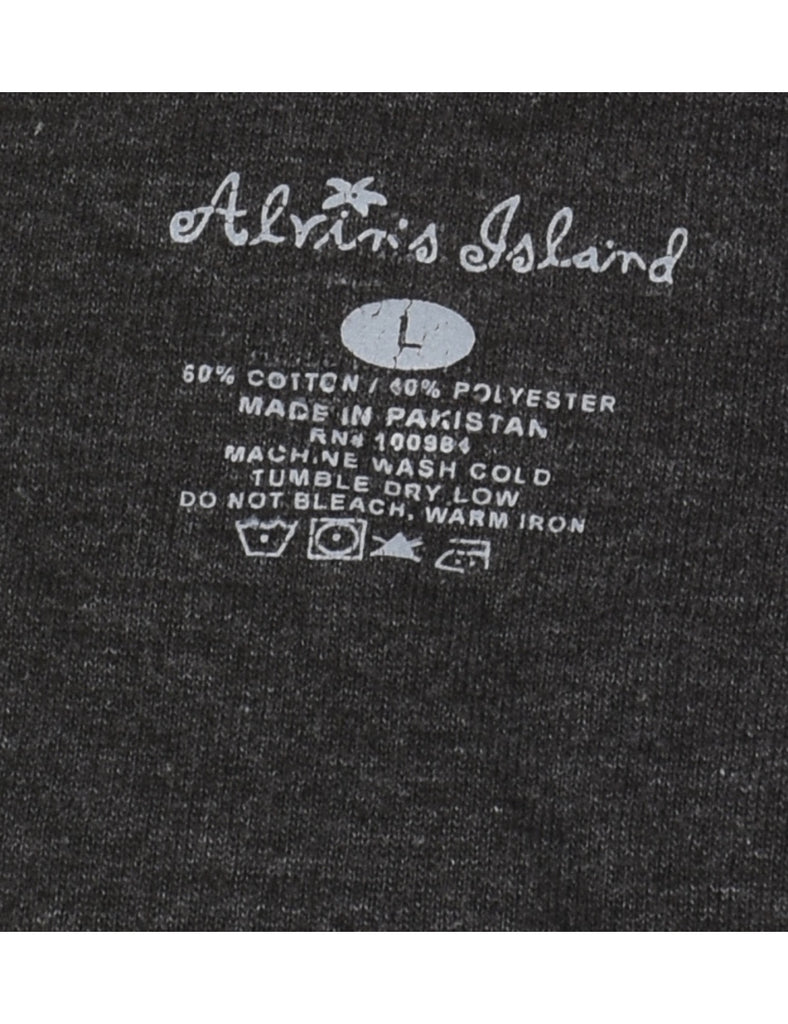 Alvin's Island
L
60% COTTON / 40% POLYESTER
MADE IN PAKISTAN
RN# 100984
MACHINE WASH COLD
TUMBLE DRY LOW
DO NOT BLEACH, WARM IRON